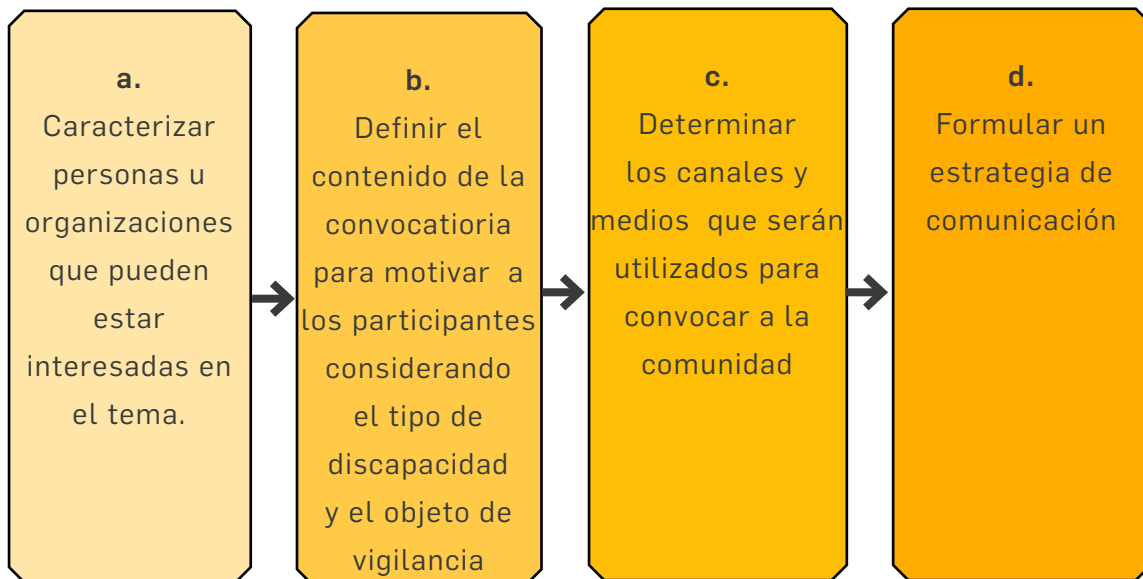 a.
Caracterizar
personas u
organizaciones
que pueden
estar
interesadas en
el tema.
b.
Definir el
contenido de la
convocatioria
para motivar a
los participantes
considerando
el tipo de
discapacidad
y el objeto de
vigilancia
c.
Determinar
los canales y
medios que serán
utilizados para
convocar a la
comunidad
d.
Formular un
estrategia de
comunicación